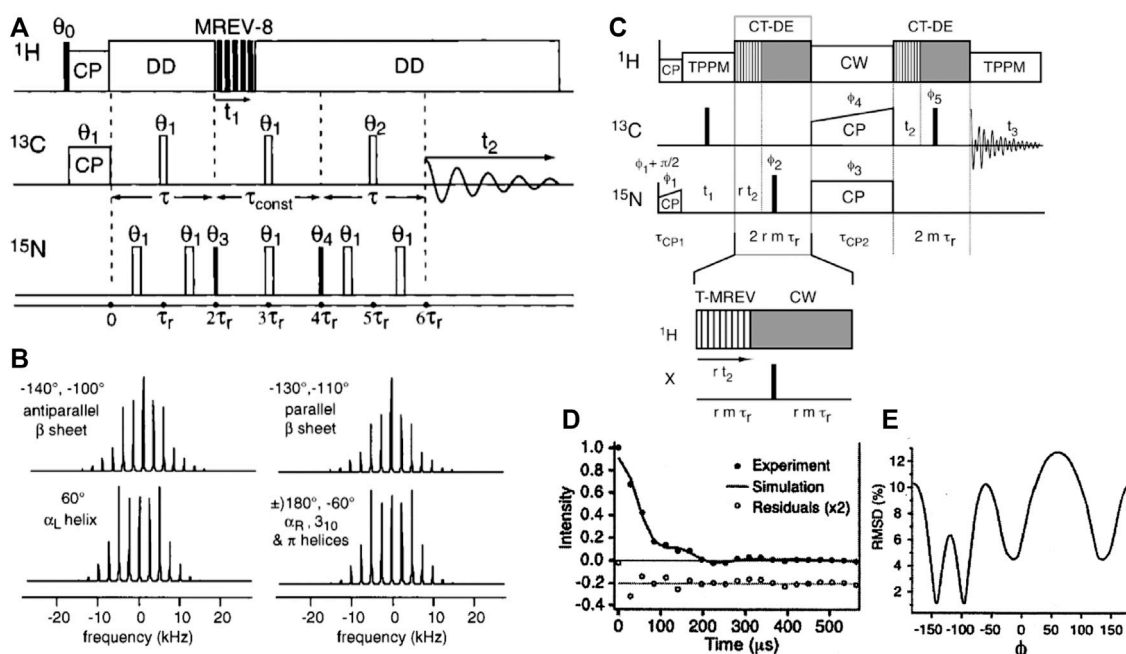 A
θ0
MREV-8
1H
CP
DD
DD
t1
13C
θ1
CP
θ1
θ1
θ2
t2
τ
τconst
τ
15N
θ1
θ1
θ3
θ1
θ4
θ1
θ1
0
τr
2τr
3τr
4τr
5τr
6τr
B
-140°, -100°
antiparallel
β sheet
-130°,-110°
parallel
β sheet
60°
αL helix
±)180°, -60°
αR, 310
& π helices
-20 0 20
frequency (kHz)
-20 0 20
frequency (kHz)
C
CT-DE
CT-DE
1H
CP
TPPM
CW
TPPM
13C
ϕ4
CP
t2
ϕ5
t3
ϕ1 + π/2
ϕ1
15N
CP
t1
r t2
ϕ2
ϕ3
CP
τCP1
2 r m τr
τCP2
2 m τr
T-MREV
CW
1H
r t2
X
r m τr
r m τr
D
Intensity
1.0
0.8
0.6
0.4
0.2
0.0
-0.2
-0.4
Experiment
Simulation
Residuals (x2)
0 100 200 300 400 500
Time (μs)
E
RMSD (%)
12
10
8
6
4
2
-150 -100 -50 0 50 100 150
ϕ